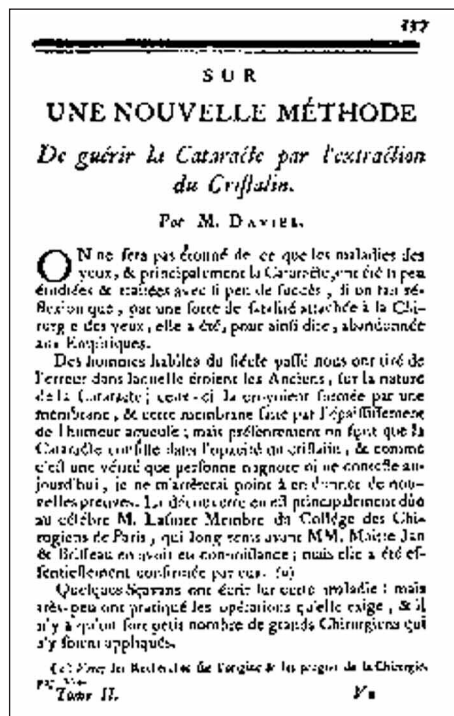 337
SUR
UNE NOUVELLE MÉTHODE
De guérir la Cataracte par l'extraction
du Cristalin.
Par M. DAVIEL.
ON ne sera pas étonné de ce que les maladies des
yeux, & principalement la Cataracte, ont été si peu
étudiées & traitées avec si peu de succès, si on fait ré-
flexion que, par une sorte de fatalité attachée à la Chi-
rurgie des yeux, elle a été, pour ainsi dire, abandonnée
aux Empiriques.
Des hommes habiles du siécle passé nous ont tiré de
l'erreur dans laquelle étoient les Anciens, sur la nature
de la Cataracte; ceux-ci la croyoient formée par une
membrane, & cette membrane faite par l'épaississement
de l'humeur aqueuse; mais présentement on sçait que la
Cataracte consiste dans l'opacité du cristalin, & comme
c'est une vérité que personne n'ignore ni ne conteste au-
jourd'hui, je ne m'arrêterai point à en donner de nou-
velles preuves. La découverte en est principalement dûe
au célébre M. Lasnier Membre du Collége des Chi-
rurgiens de Paris, qui long-tems avant MM. Maitre Jan
& Brisseau en avoit eu connoissance; mais elle a été es-
sentiellement confirmée par eux. (a)
Quelques Sçavans ont écrit sur cette maladie: mais
très-peu ont pratiqué les opérations qu'elle exige, & il
n'y a qu'un fort petit nombre de grands Chirurgiens qui
s'y soient appliqués.
(a) Voyez les Recherches sur l'origine & les progrès de la Chirurgie
Tome II. V u